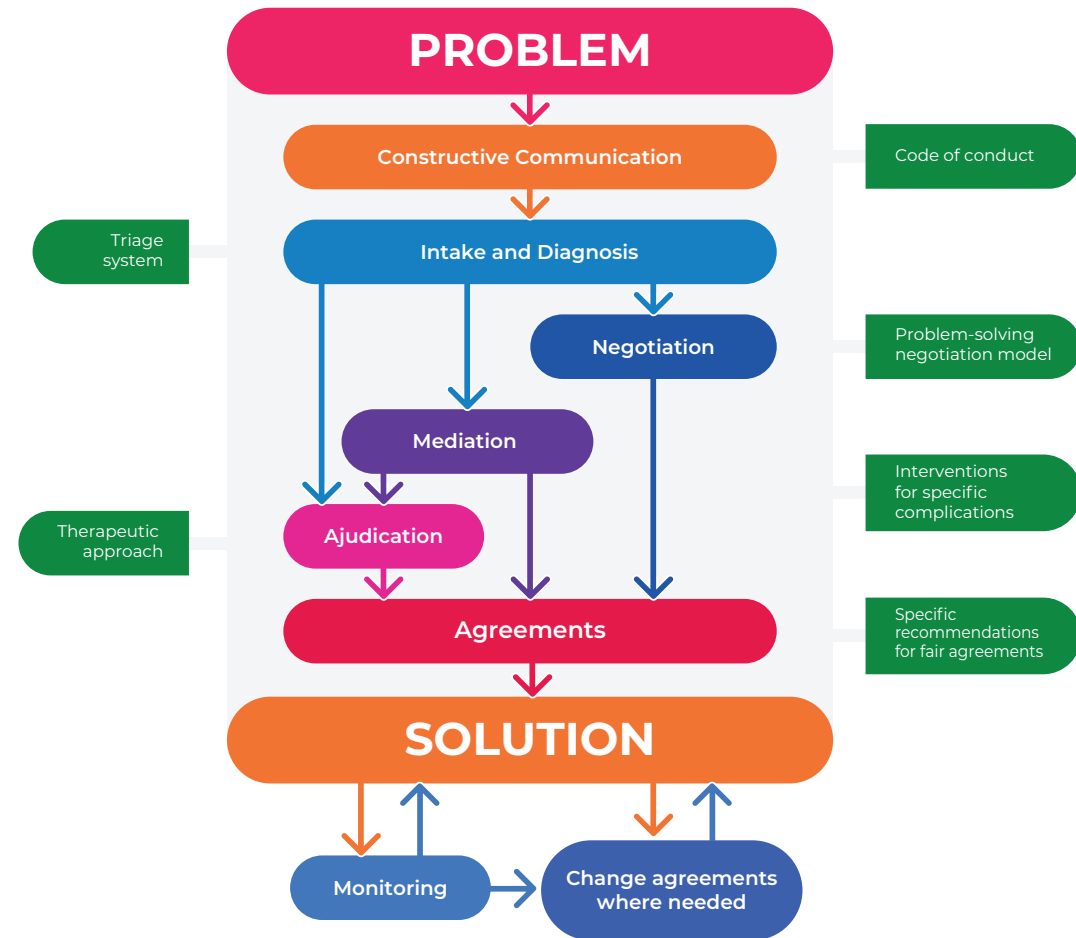 PROBLEM
Constructive Communication
Code of conduct
Triage
system
Intake and Diagnosis
Negotiation
Problem-solving
negotiation model
Mediation
Interventions
for specific
complications
Therapeutic
approach
Ajudication
Agreements
Specific
recommendations
for fair agreements
SOLUTION
Monitoring
Change agreements
where needed